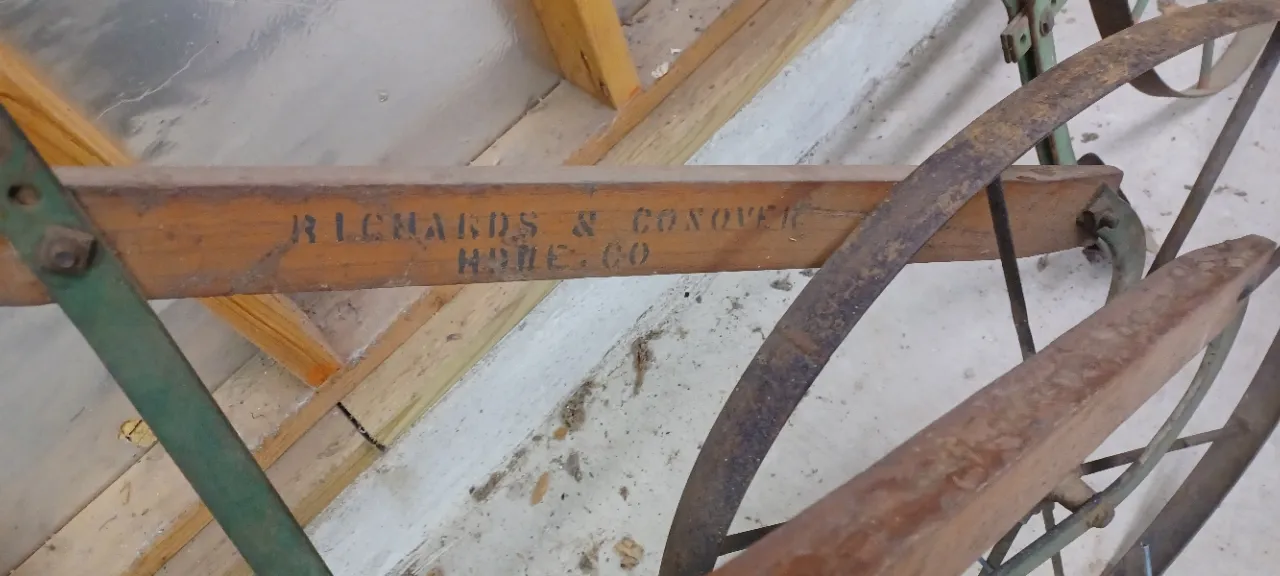 RICHARDS & CONOVER
HDWE. CO